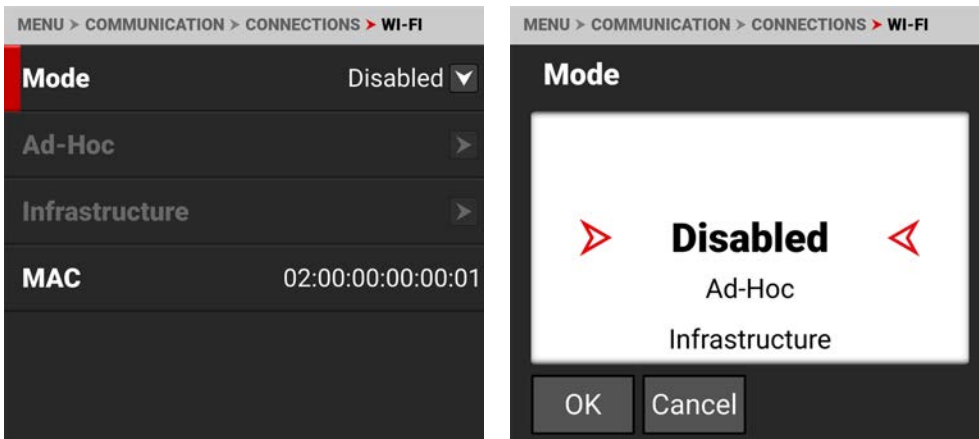 MENU > COMMUNICATION > CONNECTIONS > WI-FI
Mode Disabled
Ad-Hoc
Infrastructure
MAC 02:00:00:00:00:01
MENU > COMMUNICATION > CONNECTIONS > WI-FI
Mode
Disabled
Ad-Hoc
Infrastructure
OK Cancel